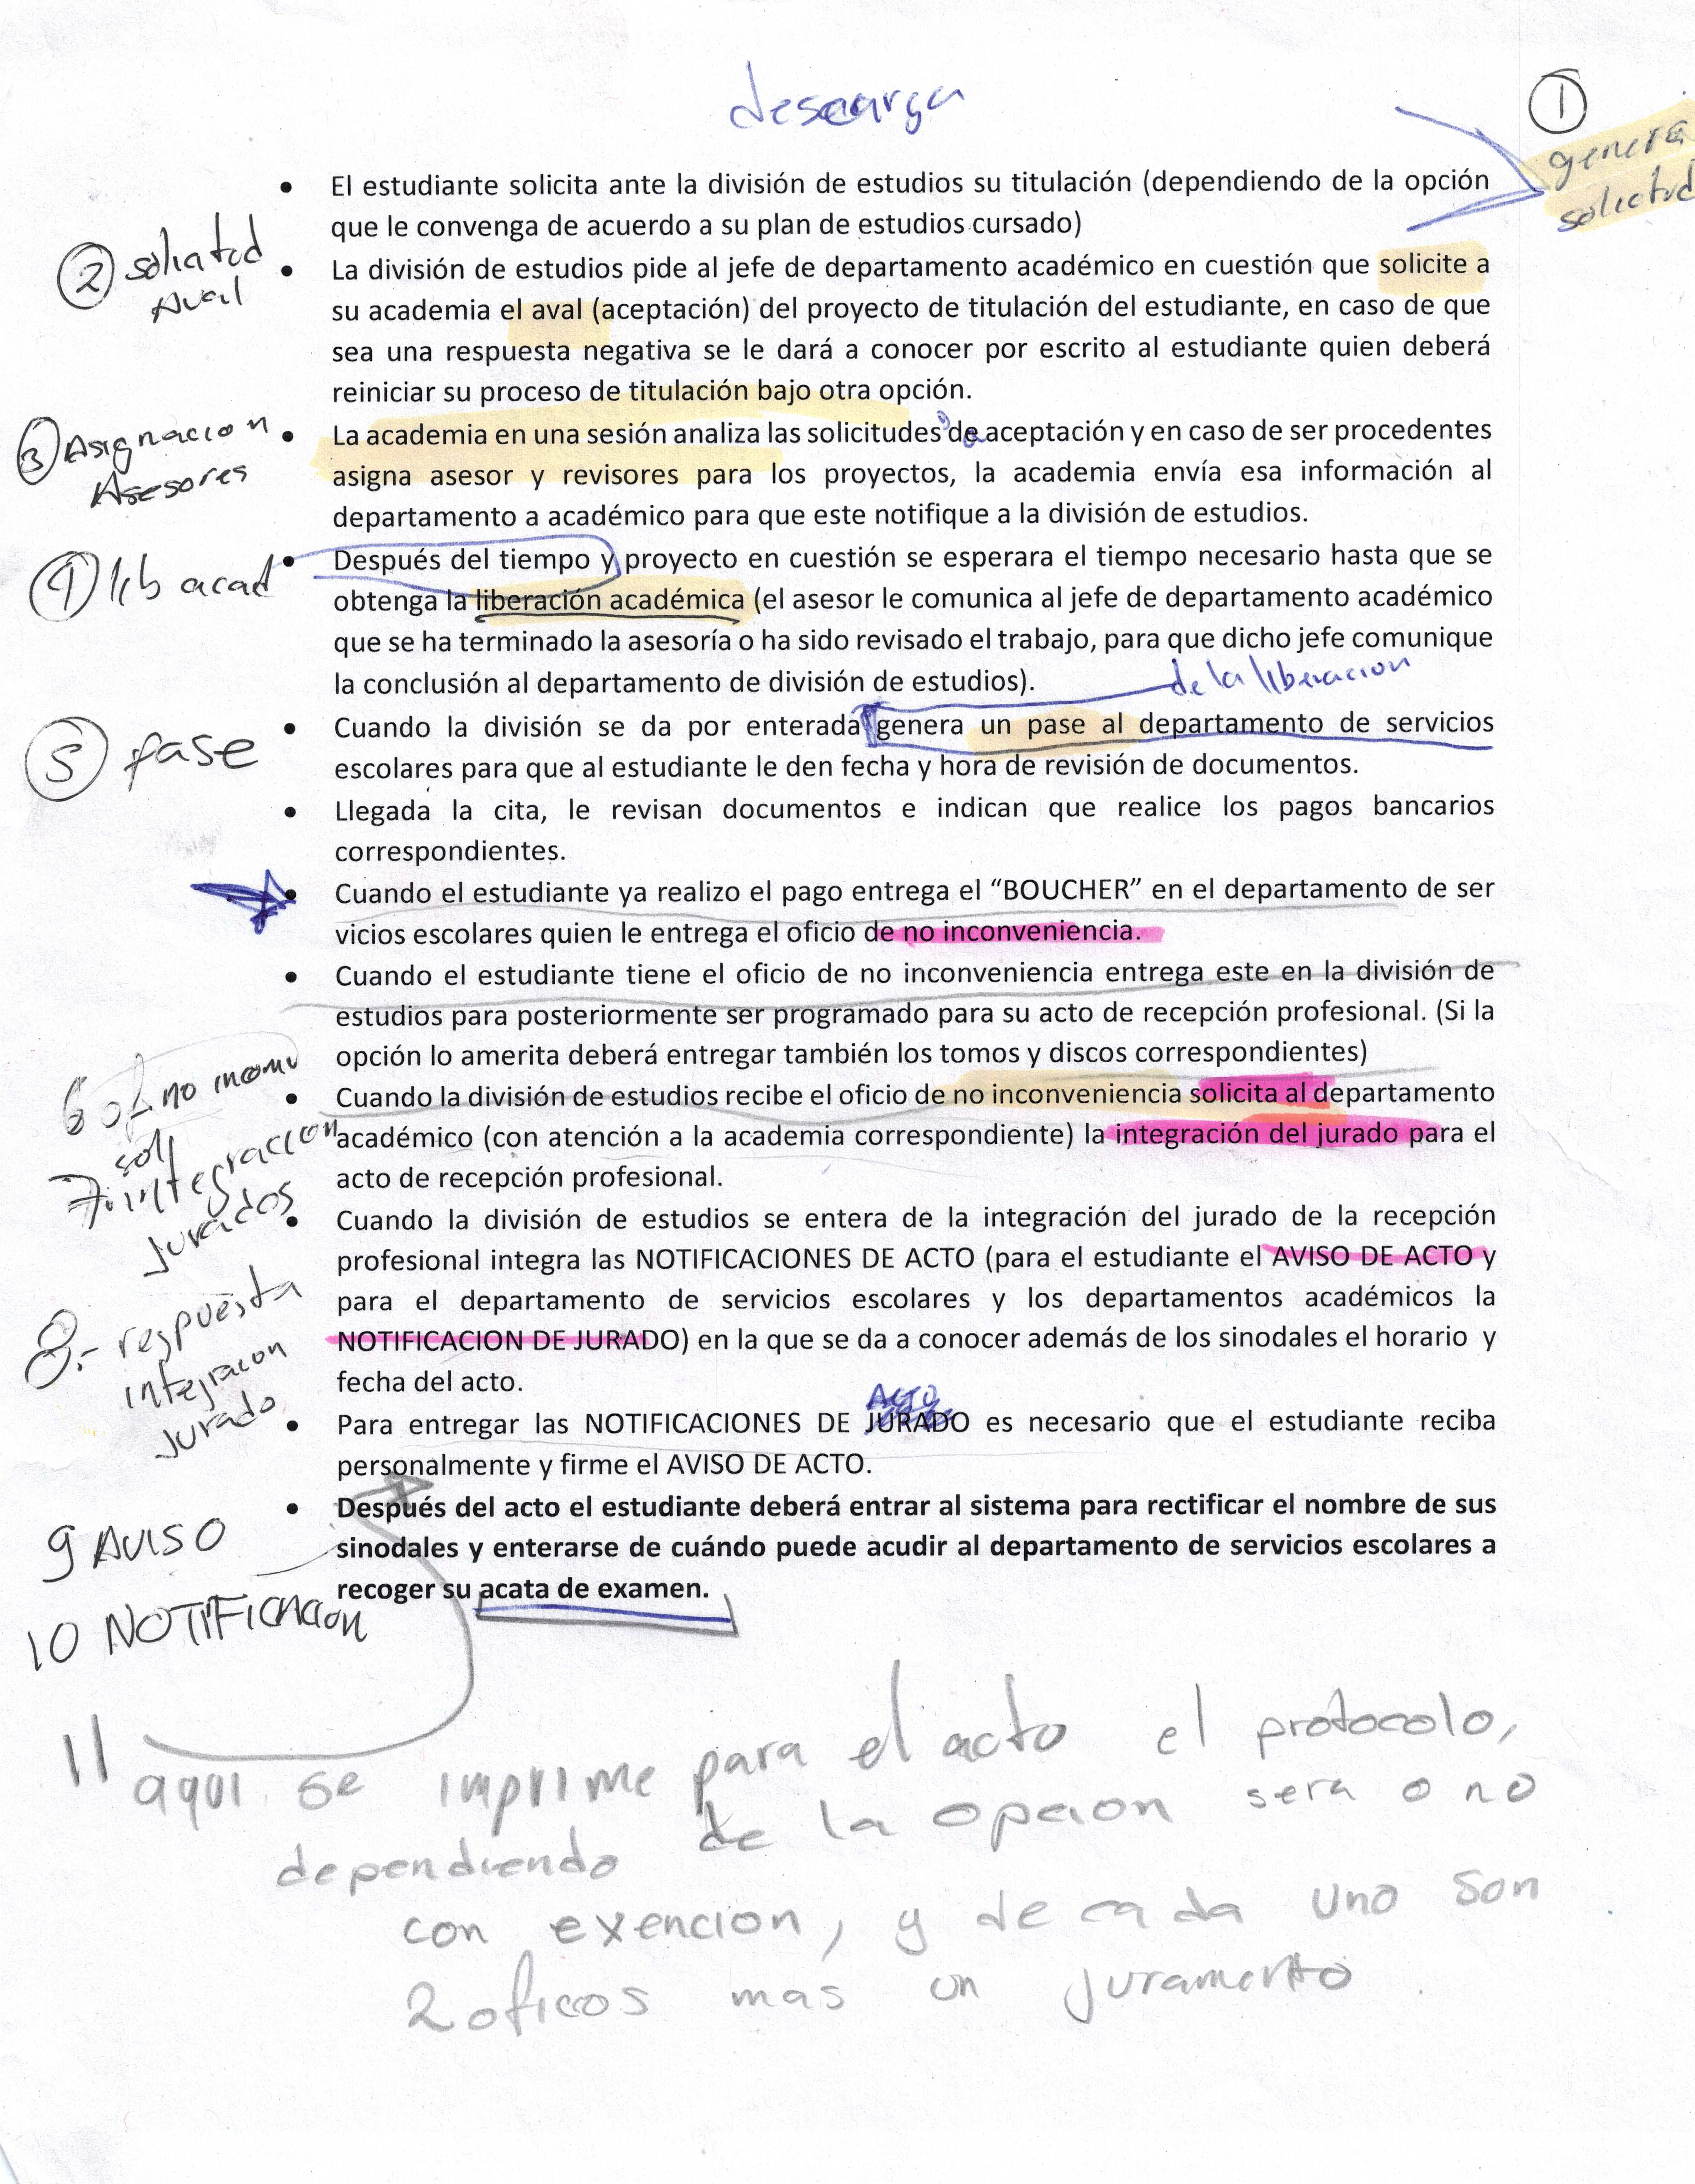 descarga
1
genera
solicitud
El estudiante solicita ante la división de estudios su titulación (dependiendo de la opción
que le convenga de acuerdo a su plan de estudios cursado)
2 solicitud
Aval
La división de estudios pide al jefe de departamento académico en cuestión que solicite a
su academia el aval (aceptación) del proyecto de titulación del estudiante, en caso de que
sea una respuesta negativa se le dará a conocer por escrito al estudiante quien deberá
reiniciar su proceso de titulación bajo otra opción.
3 Asignacion
Asesores
La academia en una sesión analiza las solicitudes de aceptación y en caso de ser procedentes
asigna asesor y revisores para los proyectos, la academia envía esa información al
departamento a académico para que este notifique a la división de estudios.
4 lib acad
Después del tiempo y proyecto en cuestión se esperara el tiempo necesario hasta que se
obtenga la liberación académica (el asesor le comunica al jefe de departamento académico
que se ha terminado la asesoría o ha sido revisado el trabajo, para que dicho jefe comunique
la conclusión al departamento de división de estudios).
de la liberacion
5 pase
Cuando la división se da por enterada genera un pase al departamento de servicios
escolares para que al estudiante le den fecha y hora de revisión de documentos.
Llegada la cita, le revisan documentos e indican que realice los pagos bancarios
correspondientes.
Cuando el estudiante ya realizo el pago entrega el “BOUCHER” en el departamento de ser
vicios escolares quien le entrega el oficio de no inconveniencia.
Cuando el estudiante tiene el oficio de no inconveniencia entrega este en la división de
estudios para posteriormente ser programado para su acto de recepción profesional. (Si la
opción lo amerita deberá entregar también los tomos y discos correspondientes)
6 of no inconv
Cuando la división de estudios recibe el oficio de no inconveniencia solicita al departamento
académico (con atención a la academia correspondiente) la integración del jurado para el
acto de recepción profesional.
sol
7.- integracion
jurados
Cuando la división de estudios se entera de la integración del jurado de la recepción
profesional integra las NOTIFICACIONES DE ACTO (para el estudiante el AVISO DE ACTO y
para el departamento de servicios escolares y los departamentos académicos la
NOTIFICACION DE JURADO) en la que se da a conocer además de los sinodales el horario y
fecha del acto.
8.- respuesta
integracion
jurado
ACTO
Para entregar las NOTIFICACIONES DE JURADO es necesario que el estudiante reciba
personalmente y firme el AVISO DE ACTO.
Después del acto el estudiante deberá entrar al sistema para rectificar el nombre de sus
sinodales y enterarse de cuándo puede acudir al departamento de servicios escolares a
recoger su acata de examen.
9 AVISO
10 NOTIFICACION
11
aqui se imprime para el acto el protocolo,
dependiendo de la opcion sera o no
con exencion, y de cada uno son
2 oficos mas un juramento.